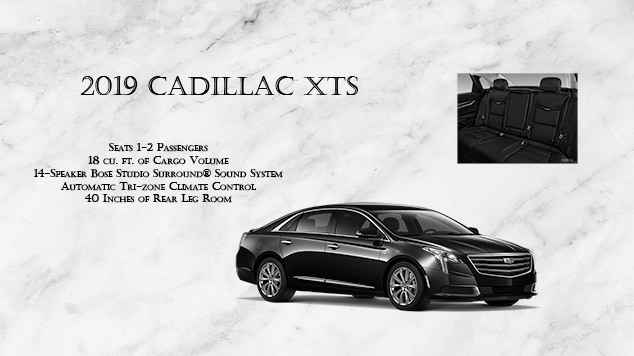 2019 Cadillac XTS
Seats 1-2 Passengers
18 cu. ft. of Cargo Volume
14-Speaker Bose Studio Surround® Sound System
Automatic Tri-zone Climate Control
40 Inches of Rear Leg Room